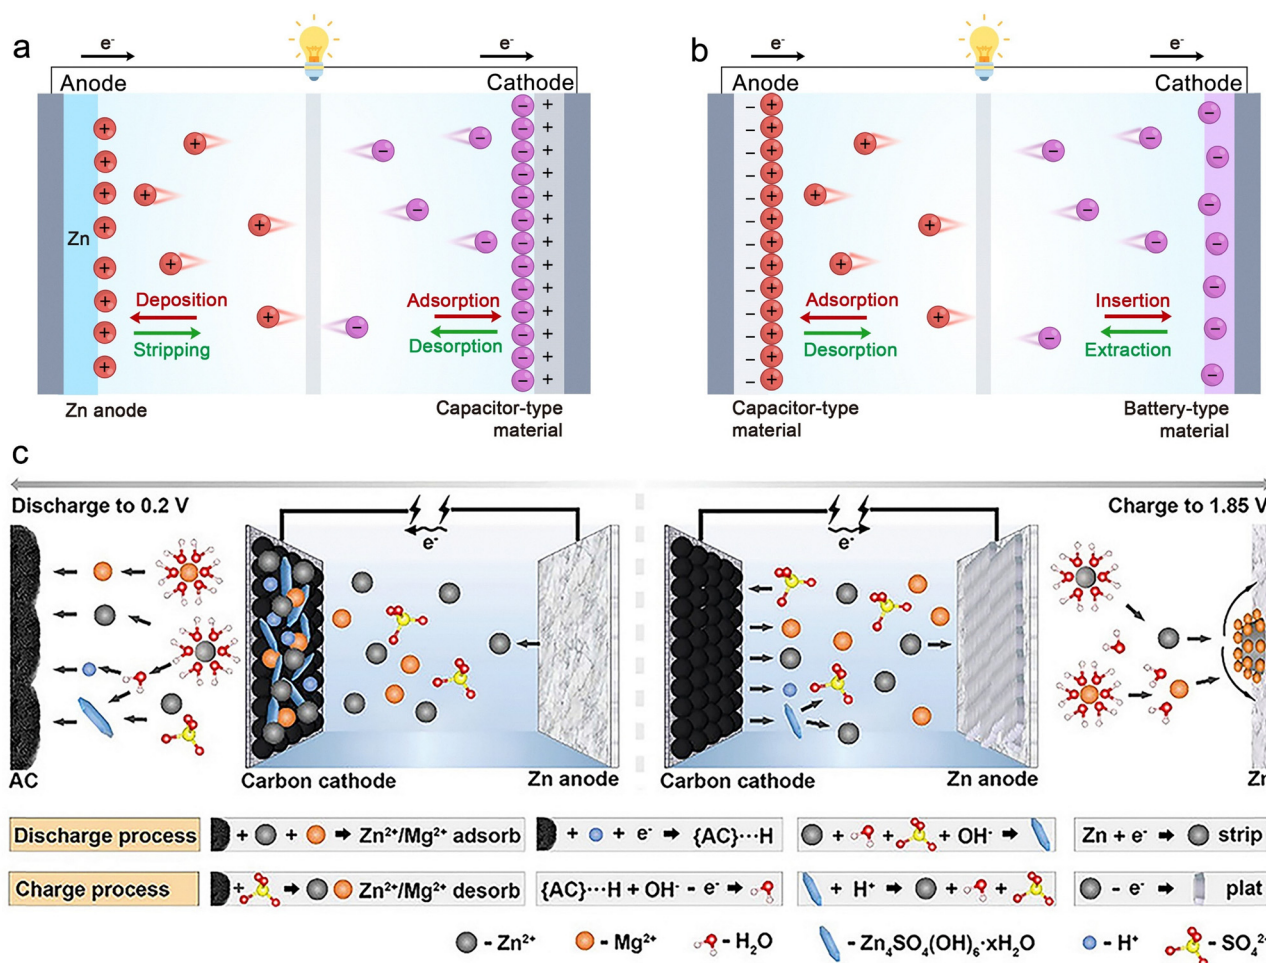 a
e-
e-
Anode
Cathode
Zn
Deposition
Stripping
Adsorption
Desorption
Zn anode
Capacitor-type
material
b
e-
e-
Anode
Cathode
Adsorption
Desorption
Insertion
Extraction
Capacitor-type
material
Battery-type
material
c
Discharge to 0.2 V
Charge to 1.85 V
e-
e-
AC
Carbon cathode
Zn anode
Carbon cathode
Zn anode
Zn
Discharge process
+ + Zn²⁺/Mg²⁺ adsorb
+ + e⁻ {AC}···H
+ + + OH⁻
Zn + e⁻ strip
Charge process
+ Zn²⁺/Mg²⁺ desorb
{AC}···H + OH⁻ - e⁻
+ H⁺ + +
- e⁻ plat
- Zn²⁺
- Mg²⁺
- H₂O
- Zn₄SO₄(OH)₆·xH₂O
- H⁺
- SO₄²